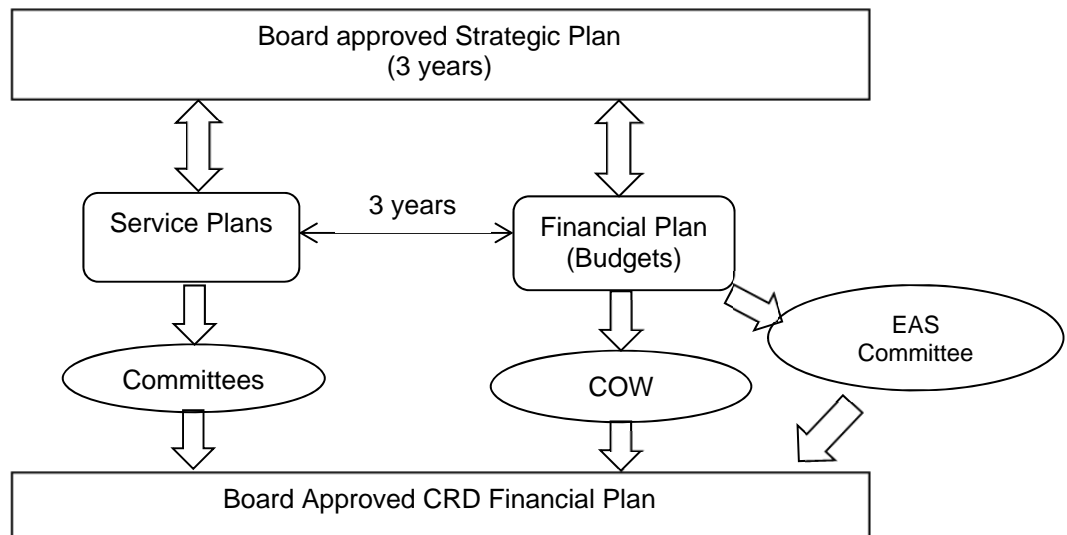 Board approved Strategic Plan
(3 years)
Service Plans
3 years
Financial Plan
(Budgets)
EAS
Committee
Committees
COW
Board Approved CRD Financial Plan